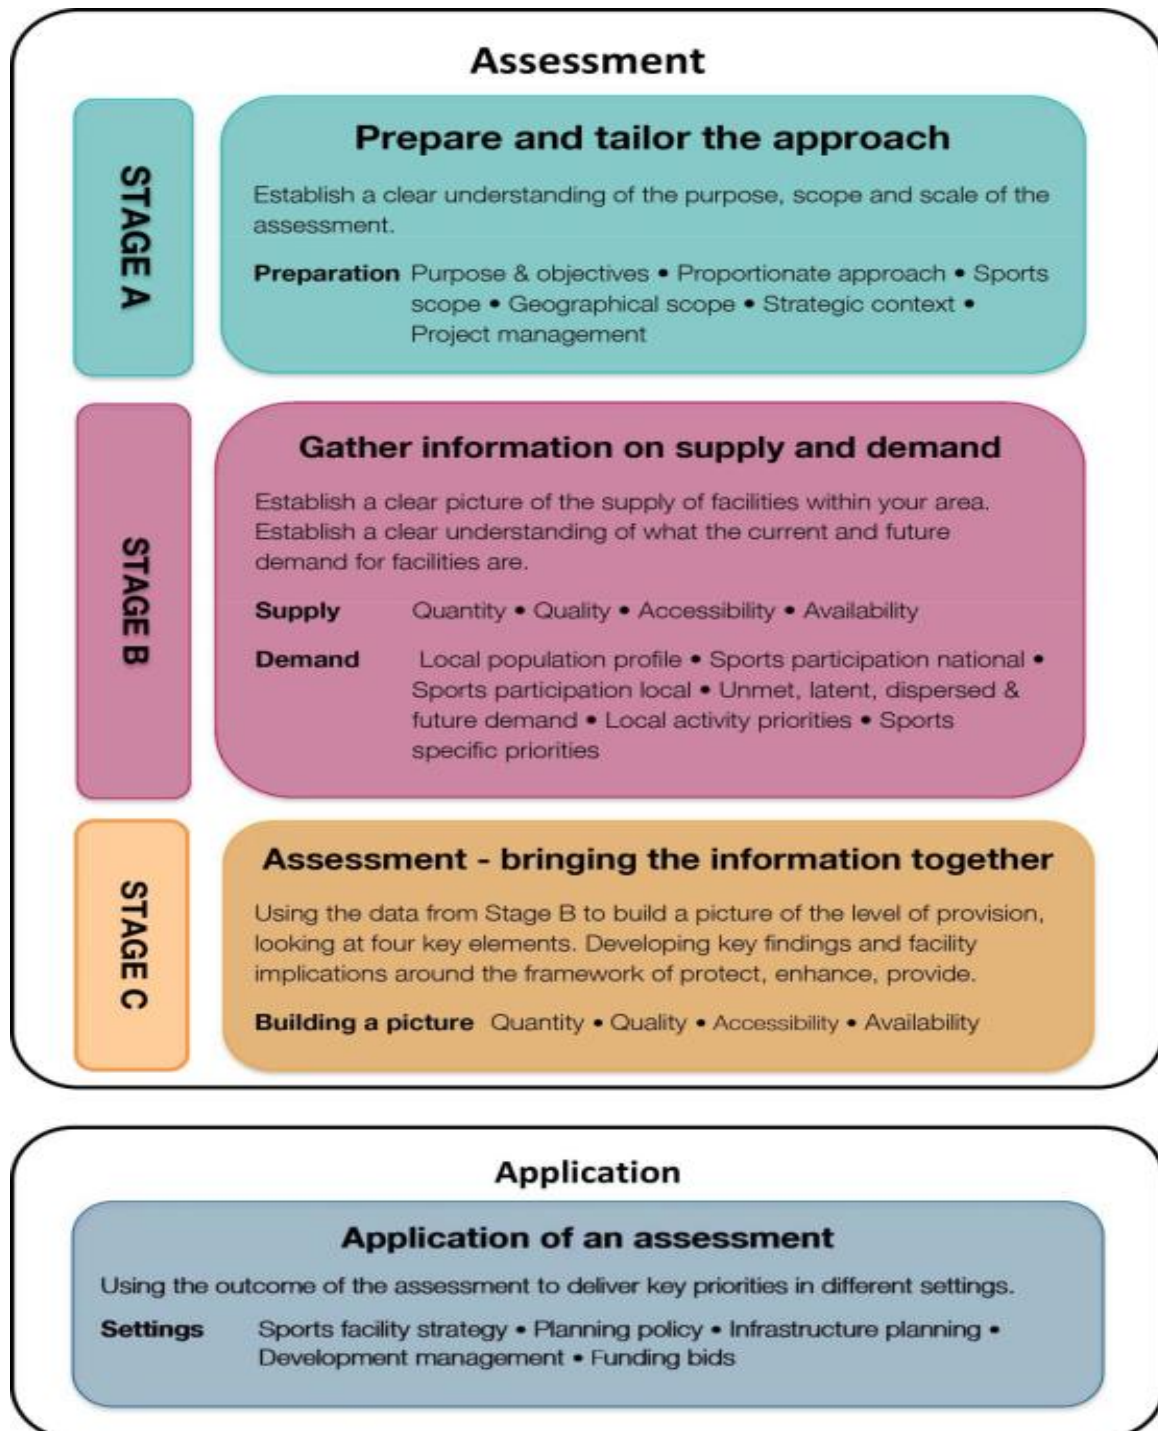 Assessment
STAGE A
Prepare and tailor the approach
Establish a clear understanding of the purpose, scope and scale of the
assessment.
Preparation Purpose & objectives • Proportionate approach • Sports
scope • Geographical scope • Strategic context •
Project management
STAGE B
Gather information on supply and demand
Establish a clear picture of the supply of facilities within your area.
Establish a clear understanding of what the current and future
demand for facilities are.
Supply Quantity • Quality • Accessibility • Availability
Demand Local population profile • Sports participation national •
Sports participation local • Unmet, latent, dispersed &
future demand • Local activity priorities • Sports
specific priorities
STAGE C
Assessment - bringing the information together
Using the data from Stage B to build a picture of the level of provision,
looking at four key elements. Developing key findings and facility
implications around the framework of protect, enhance, provide.
Building a picture Quantity • Quality • Accessibility • Availability
Application
Application of an assessment
Using the outcome of the assessment to deliver key priorities in different settings.
Settings Sports facility strategy • Planning policy • Infrastructure planning •
Development management • Funding bids